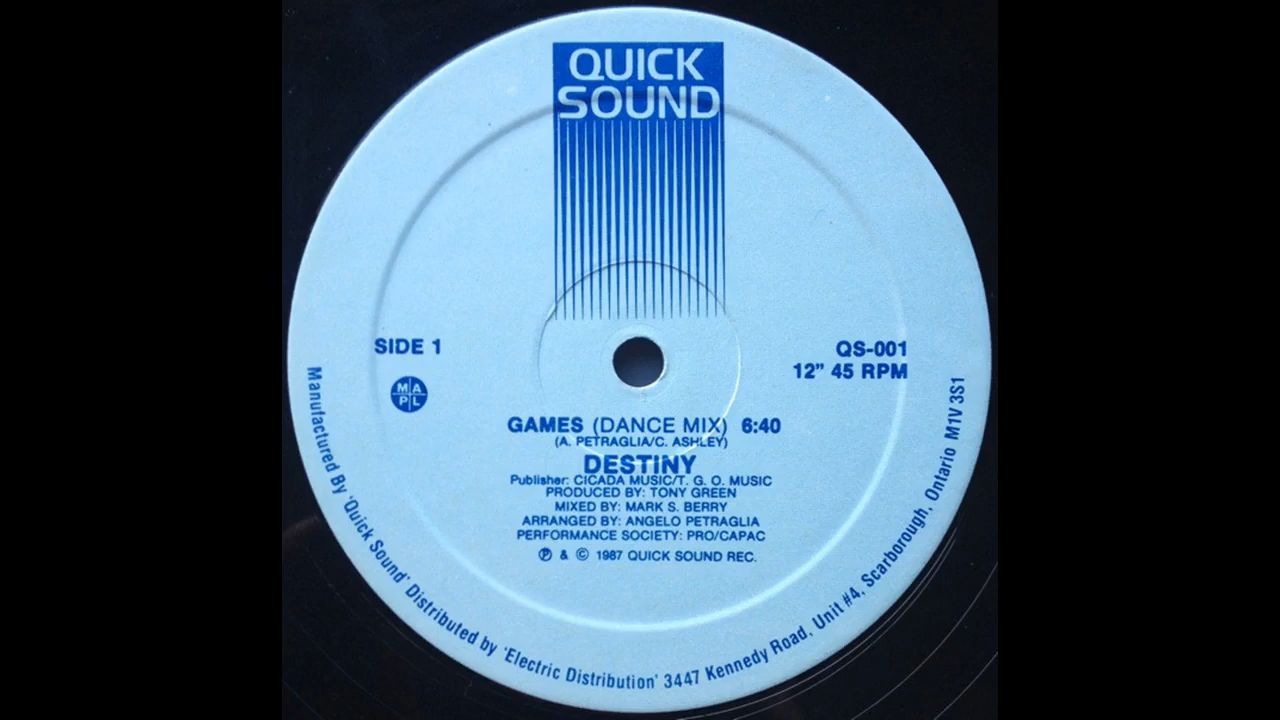 QUICK
SOUND
SIDE 1
QS-001
12” 45 RPM
M A
P L
GAMES (DANCE MIX) 6:40
(A. PETRAGLIA/C. ASHLEY)
DESTINY
Publisher: CICADA MUSIC/T. G. O. MUSIC
PRODUCED BY: TONY GREEN
MIXED BY: MARK S. BERRY
ARRANGED BY: ANGELO PETRAGLIA
PERFORMANCE SOCIETY: PRO/CAPAC
Ⓟ & © 1987 QUICK SOUND REC.
Manufactured By 'Quick Sound' Distributed by 'Electric Distribution' 3447 Kennedy Road, Unit #4, Scarborough, Ontario M1V 3S1